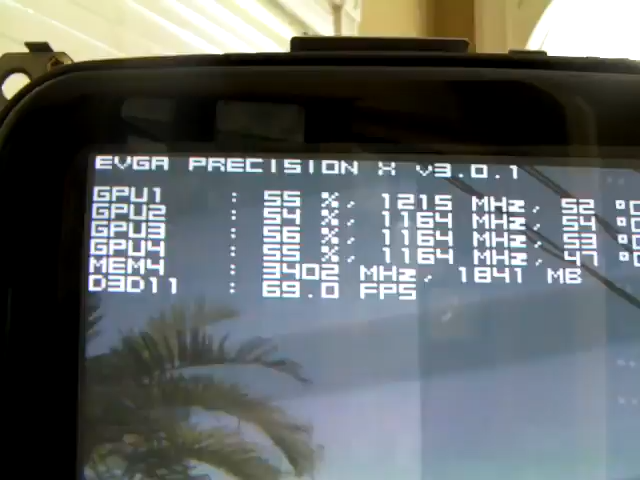 EVGA PRECISION X v3.0.1
GPU1 : 55 %, 1215 MHz, 52 °C
GPU2 : 54 %, 1164 MHz, 54 °C
GPU3 : 56 %, 1164 MHz, 53 °C
GPU4 : 55 %, 1164 MHz, 47 °C
MEM4 : 3402 MHz, 1841 MB
D3D11 : 69.0 FPS